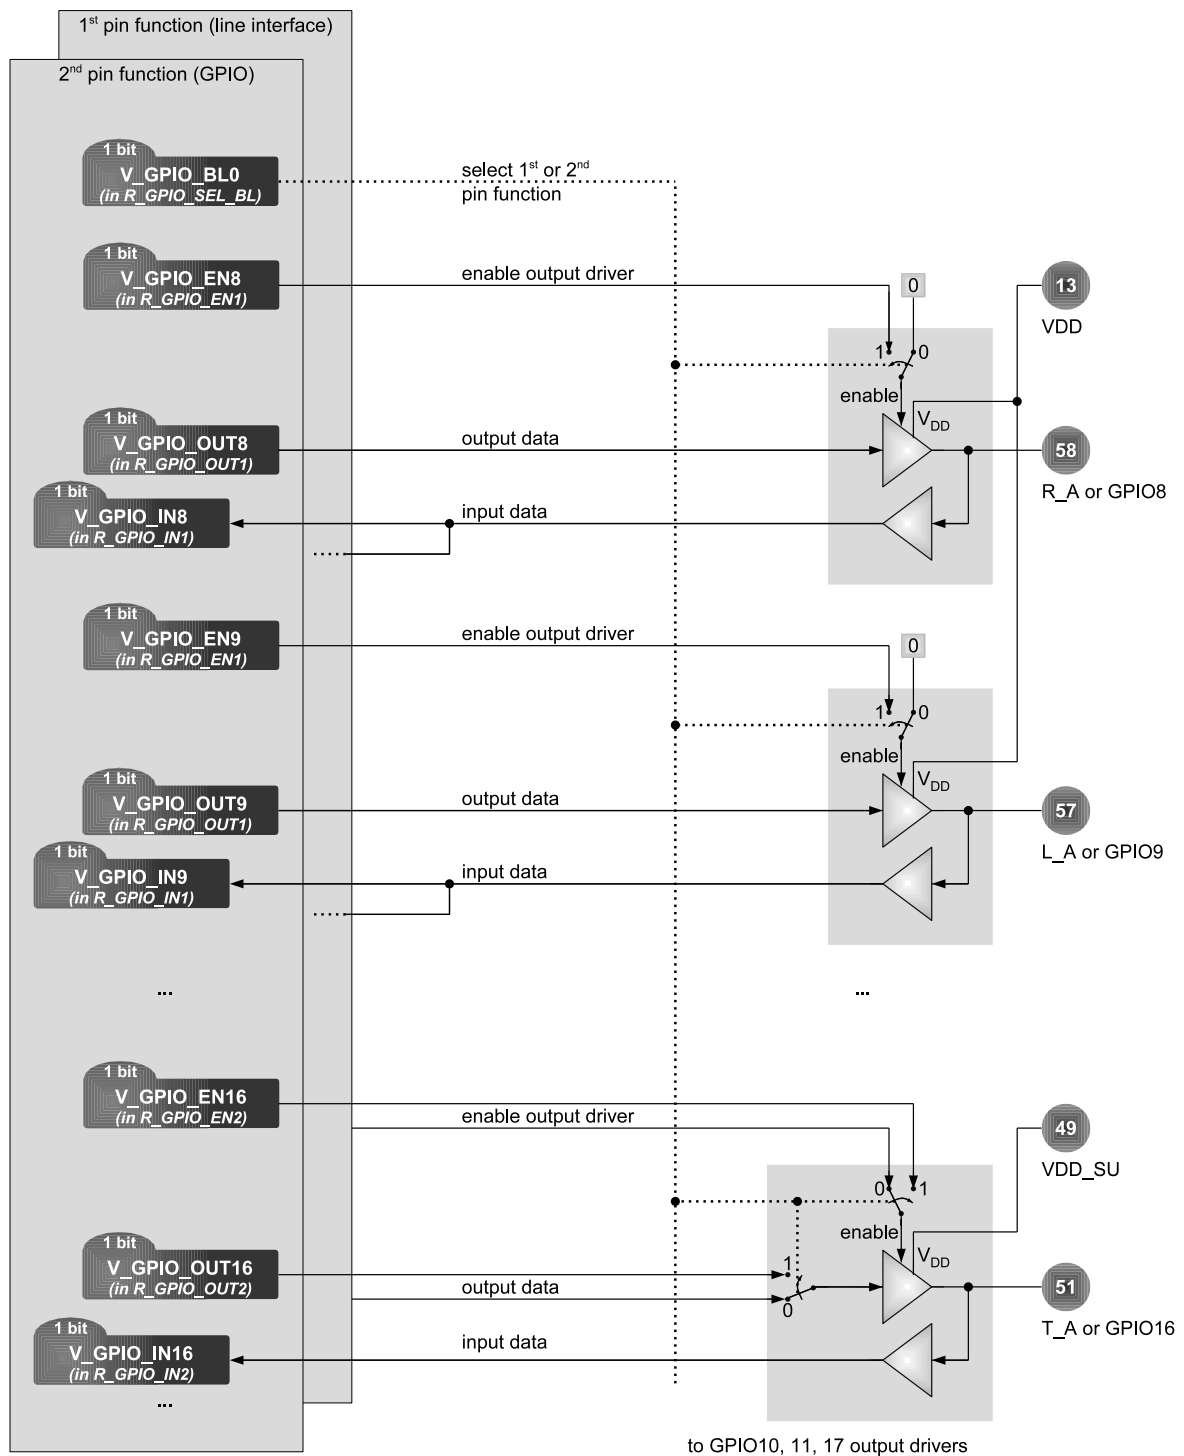 1st pin function (line interface)
2nd pin function (GPIO)
1 bit
V_GPIO_BL0
(in R_GPIO_SEL_BL)
select 1st or 2nd
pin function
1 bit
V_GPIO_EN8
(in R_GPIO_EN1)
enable output driver
0
13
VDD
1 0
enable
VDD
1 bit
V_GPIO_OUT8
(in R_GPIO_OUT1)
output data
58
R_A or GPIO8
1 bit
V_GPIO_IN8
(in R_GPIO_IN1)
input data
1 bit
V_GPIO_EN9
(in R_GPIO_EN1)
enable output driver
0
1 0
enable
VDD
1 bit
V_GPIO_OUT9
(in R_GPIO_OUT1)
output data
57
L_A or GPIO9
1 bit
V_GPIO_IN9
(in R_GPIO_IN1)
input data
... ...
1 bit
V_GPIO_EN16
(in R_GPIO_EN2)
enable output driver
49
VDD_SU
0 1
enable
VDD
1 bit
V_GPIO_OUT16
(in R_GPIO_OUT2)
output data
1
0
51
T_A or GPIO16
1 bit
V_GPIO_IN16
(in R_GPIO_IN2)
input data
...
to GPIO10, 11, 17 output drivers